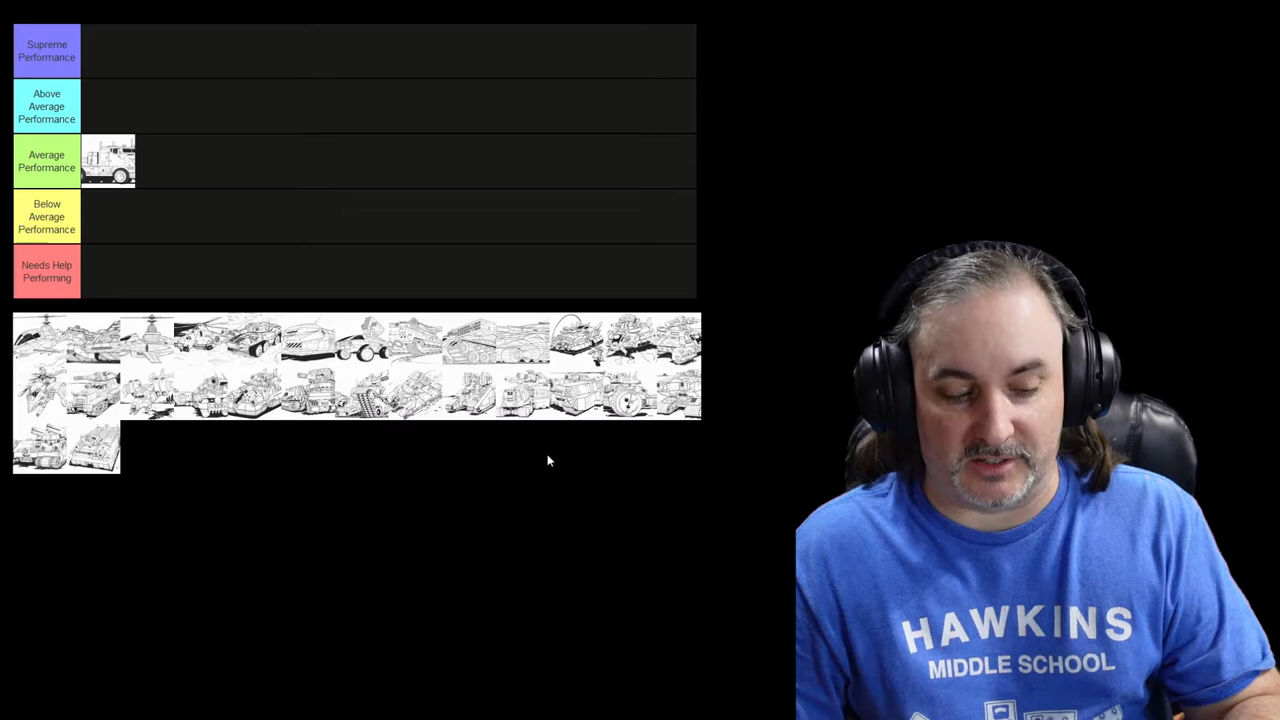 Supreme
Performance
Above
Average
Performance
Average
Performance
Below
Average
Performance
Needs Help
Performing
HAWKINS
MIDDLE SCHOOL